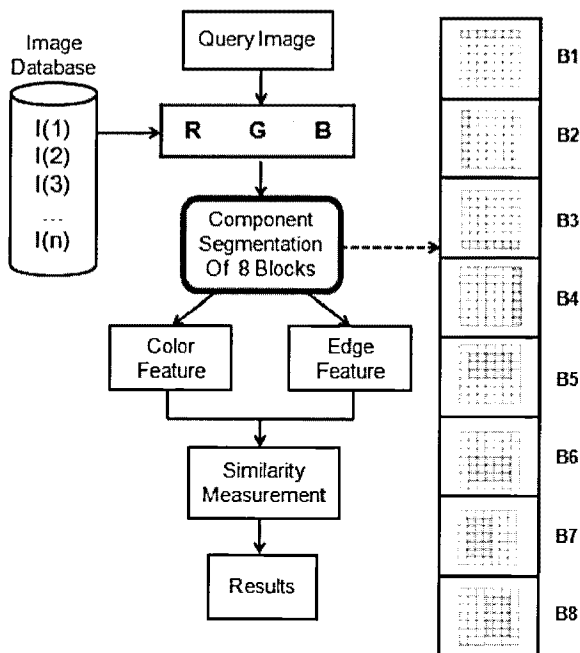 Image
Database
I(1)
I(2)
I(3)
...
I(n)
Query Image
R G B
Component
Segmentation
Of 8 Blocks
Color
Feature
Edge
Feature
Similarity
Measurement
Results
B1
B2
B3
B4
B5
B6
B7
B8